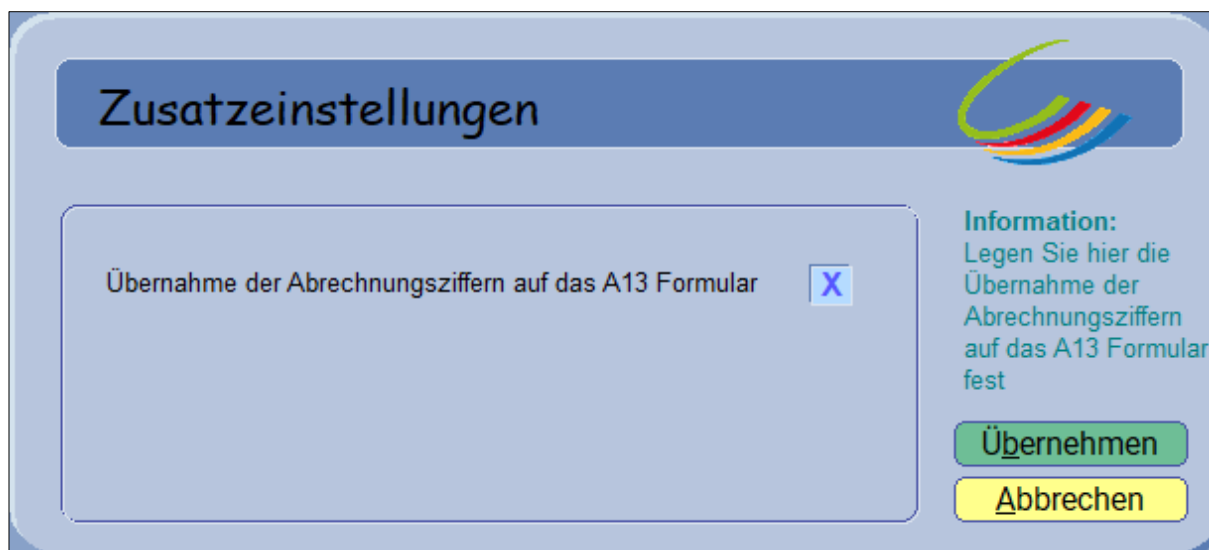 Zusatzeinstellungen
Übernahme der Abrechnungsziffern auf das A13 Formular X
Information:
Legen Sie hier die
Übernahme der
Abrechnungsziffern
auf das A13 Formular
fest
Übernehmen
Abbrechen